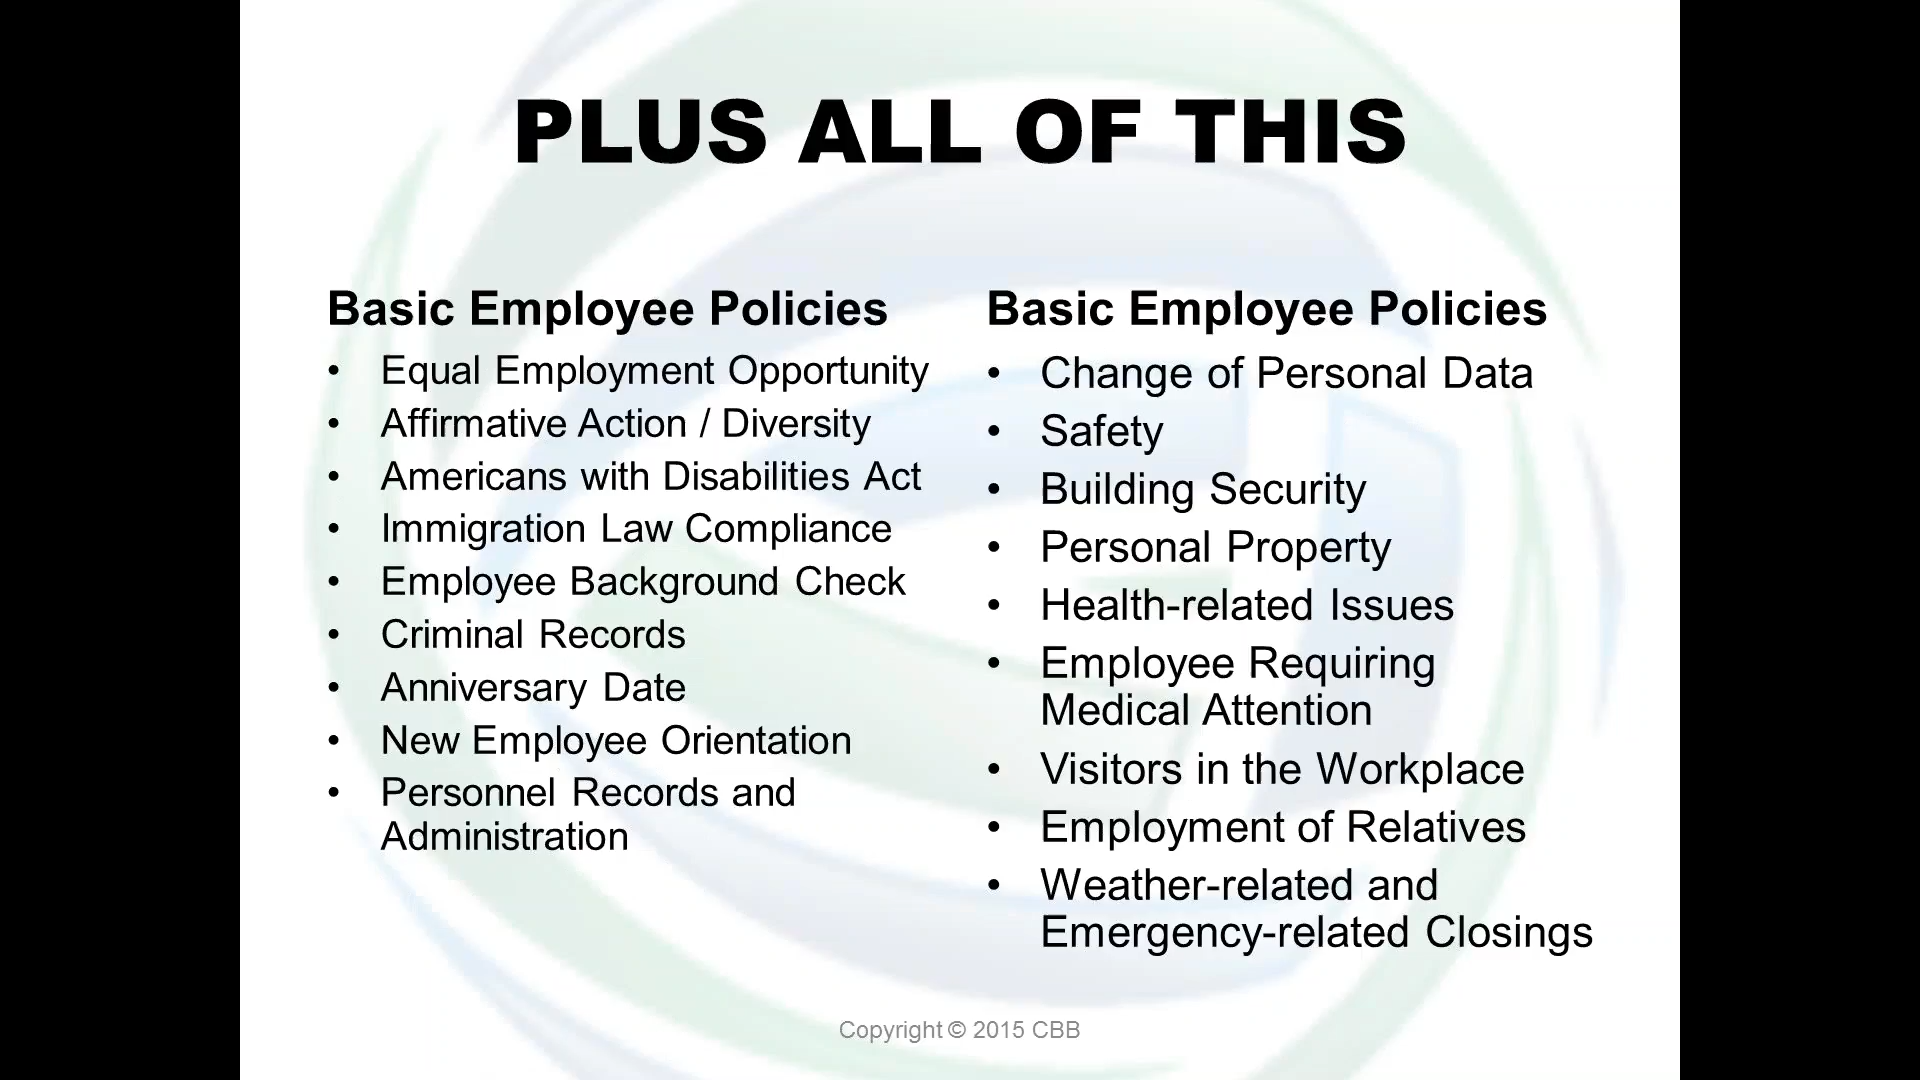 PLUS ALL OF THIS
Basic Employee Policies
• Equal Employment Opportunity
• Affirmative Action / Diversity
• Americans with Disabilities Act
• Immigration Law Compliance
• Employee Background Check
• Criminal Records
• Anniversary Date
• New Employee Orientation
• Personnel Records and
Administration
Basic Employee Policies
• Change of Personal Data
• Safety
• Building Security
• Personal Property
• Health-related Issues
• Employee Requiring
Medical Attention
• Visitors in the Workplace
• Employment of Relatives
• Weather-related and
Emergency-related Closings
Copyright © 2015 CBB